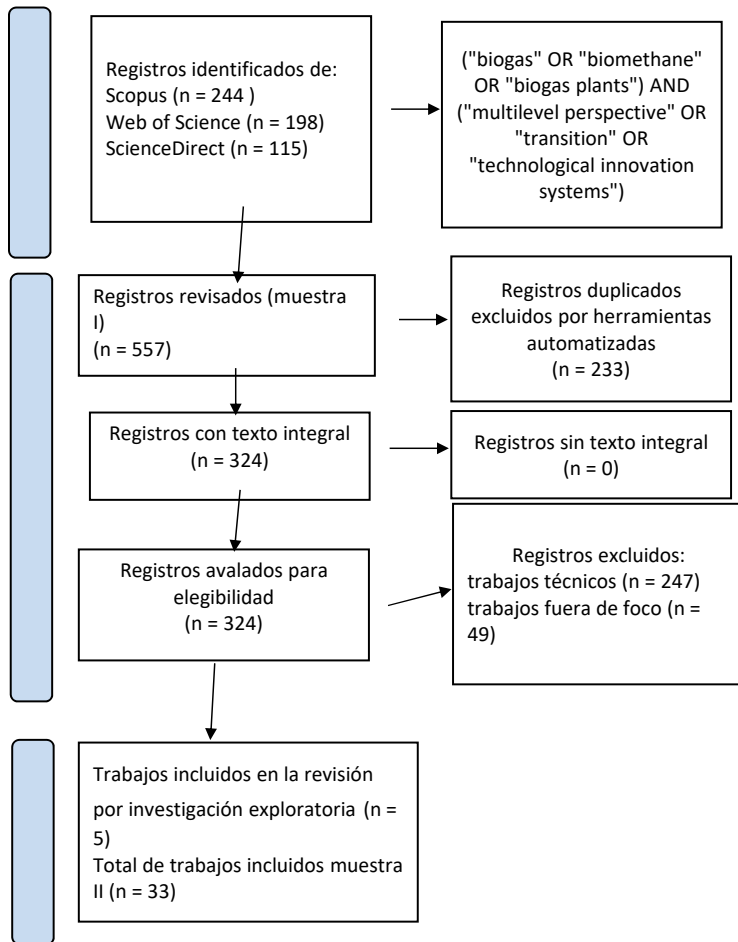 Registros identificados de:
Scopus (n = 244 )
Web of Science (n = 198)
ScienceDirect (n = 115)
("biogas" OR "biomethane"
OR "biogas plants") AND
("multilevel perspective" OR
"transition" OR
"technological innovation
systems")
Registros revisados (muestra
I)
(n = 557)
Registros duplicados
excluidos por herramientas
automatizadas
(n = 233)
Registros con texto integral
(n = 324)
Registros sin texto integral
(n = 0)
Registros avalados para
elegibilidad
(n = 324)
Registros excluidos:
trabajos técnicos (n = 247)
trabajos fuera de foco (n =
49)
Trabajos incluidos en la revisión
por investigación exploratoria (n =
5)
Total de trabajos incluidos muestra
II (n = 33)